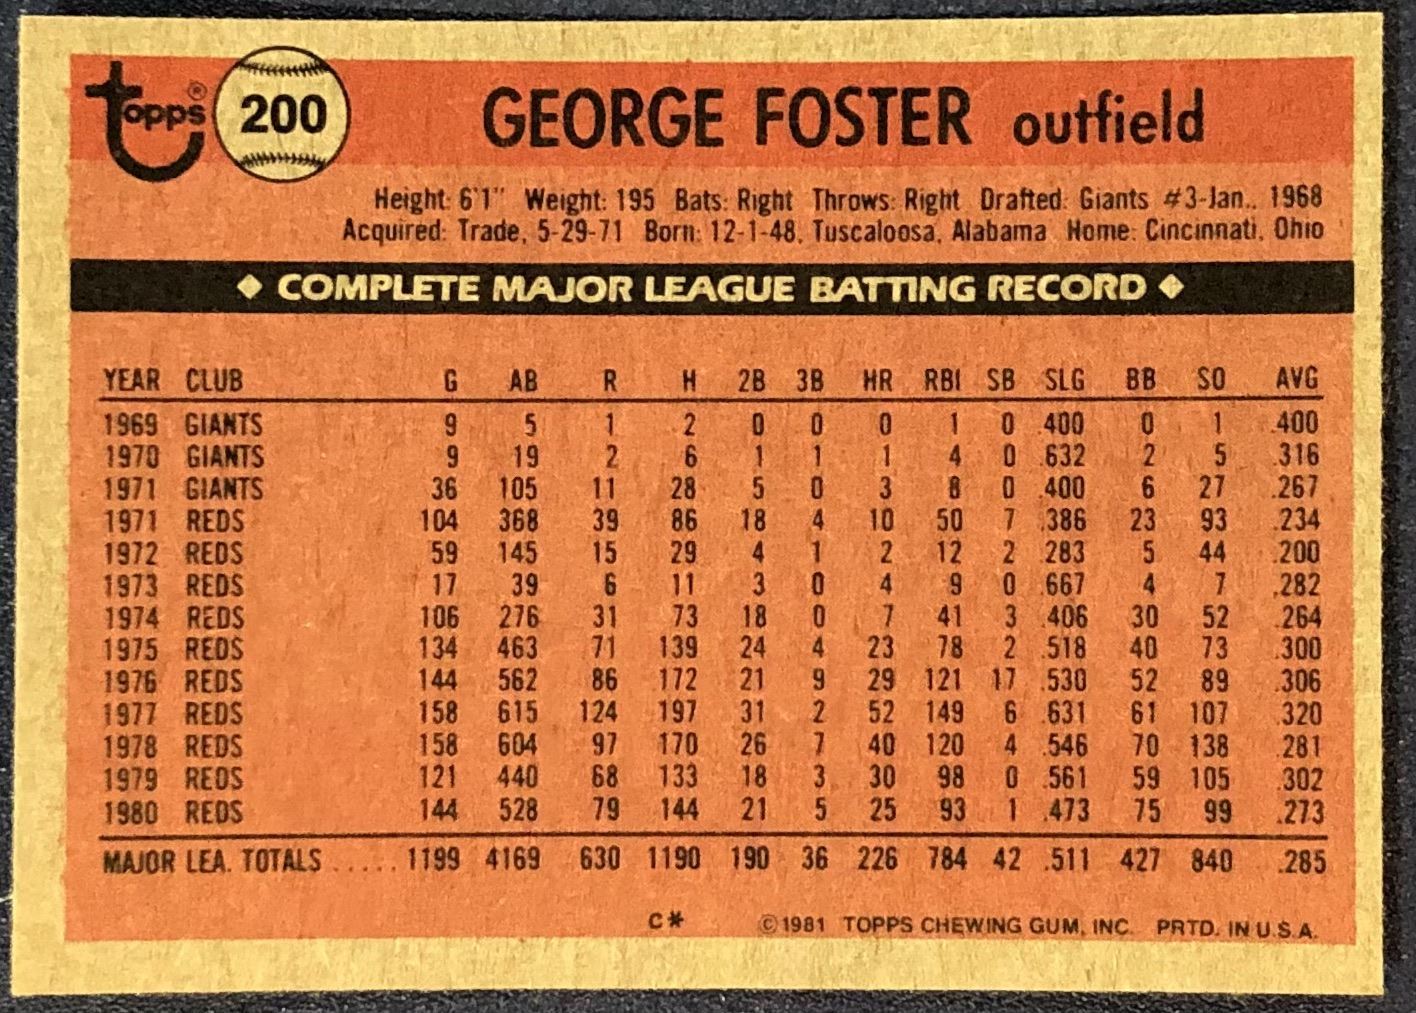 Topps® 200 GEORGE FOSTER outfield
Height: 6'1" Weight: 195 Bats: Right Throws: Right Drafted: Giants #3-Jan., 1968
Acquired: Trade, 5-29-71 Born: 12-1-48, Tuscaloosa, Alabama Home: Cincinnati, Ohio
◆ COMPLETE MAJOR LEAGUE BATTING RECORD ◆
YEAR CLUB G AB R H 2B 3B HR RBI SB SLG BB SO AVG
1969 GIANTS 9 5 1 2 0 0 0 1 0 .400 0 1 .400
1970 GIANTS 9 19 2 6 1 1 1 4 0 .632 2 5 .316
1971 GIANTS 36 105 11 28 5 0 3 8 0 .400 6 27 .267
1971 REDS 104 368 39 86 18 4 10 50 7 .386 23 93 .234
1972 REDS 59 145 15 29 4 1 2 12 2 .283 5 44 .200
1973 REDS 17 39 6 11 3 0 4 9 0 .667 4 7 .282
1974 REDS 106 276 31 73 18 0 7 41 3 .406 30 52 .264
1975 REDS 134 463 71 139 24 4 23 78 2 .518 40 73 .300
1976 REDS 144 562 86 172 21 9 29 121 17 .530 52 89 .306
1977 REDS 158 615 124 197 31 2 52 149 6 .631 61 107 .320
1978 REDS 158 604 97 170 26 7 40 120 4 .546 70 138 .281
1979 REDS 121 440 68 133 18 3 30 98 0 .561 59 105 .302
1980 REDS 144 528 79 144 21 5 25 93 1 .473 75 99 .273
MAJOR LEA. TOTALS ..... 1199 4169 630 1190 190 36 226 784 42 .511 427 840 .285
C* ©1981 TOPPS CHEWING GUM, INC. PRTD. IN U.S.A.